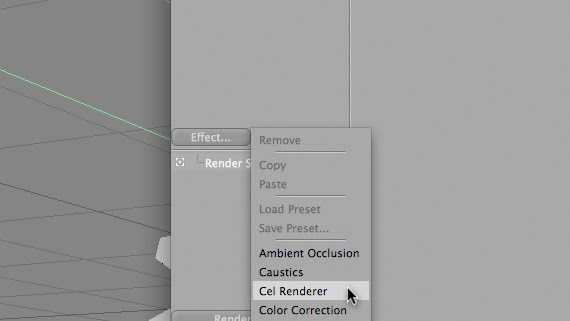 Effect...
Remove
Copy
Render S
Paste
Load Preset
Save Preset...
Ambient Occlusion
Caustics
Cel Renderer
Color Correction
Render